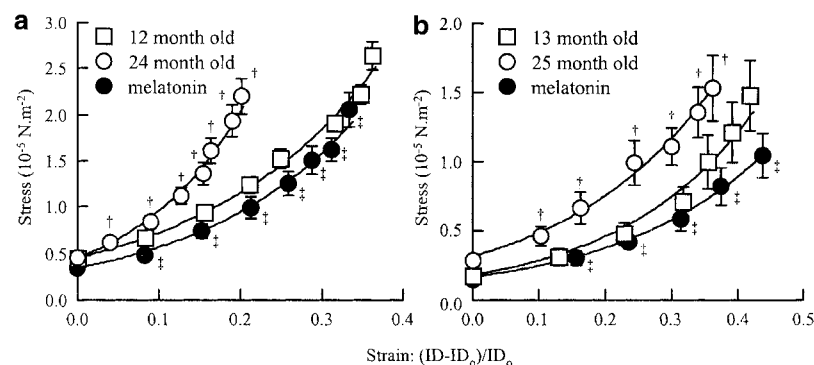 a
3.0
2.5
2.0
1.5
1.0
0.5
0.0
Stress (10⁻⁵ N.m⁻²)
12 month old
24 month old
melatonin
† † † † † † †
‡ ‡ ‡ ‡ ‡ ‡ ‡
0.0 0.1 0.2 0.3 0.4
b
2.0
1.5
1.0
0.5
0.0
Stress (10⁻⁵ N.m⁻²)
13 month old
25 month old
melatonin
† † † † † †
‡ ‡ ‡ ‡ ‡
0.0 0.1 0.2 0.3 0.4 0.5
Strain: (ID-ID₀)/ID₀